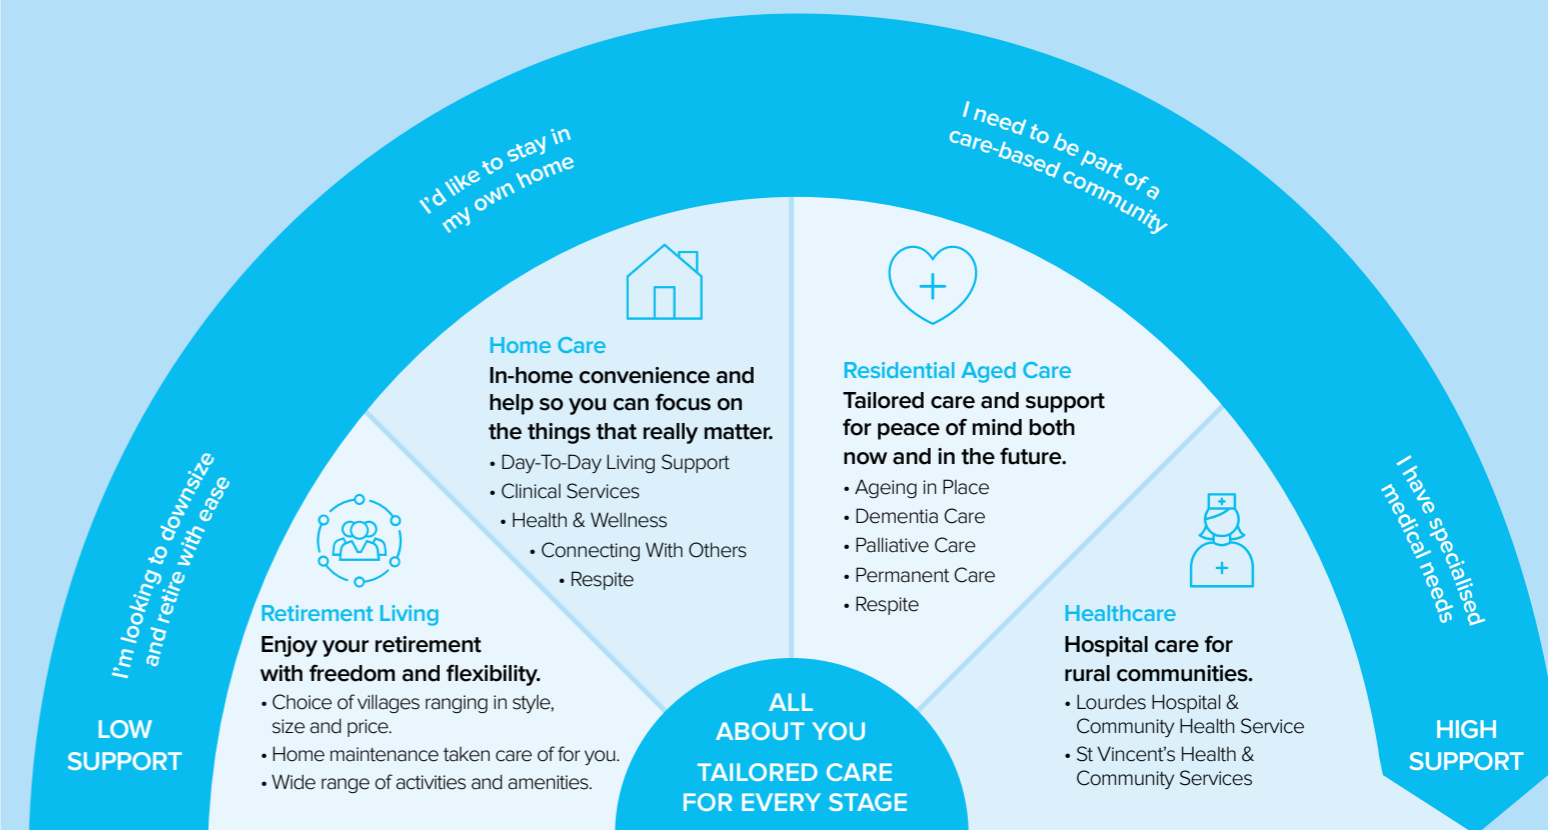 I'm looking to downsize
and retire with ease
LOW
SUPPORT
Retirement Living
Enjoy your retirement
with freedom and flexibility.
• Choice of villages ranging in style,
size and price.
• Home maintenance taken care of for you.
• Wide range of activities and amenities.
I'd like to stay in
my own home
Home Care
In-home convenience and
help so you can focus on
the things that really matter.
• Day-To-Day Living Support
• Clinical Services
• Health & Wellness
• Connecting With Others
• Respite
I need to be part of a
care-based community
Residential Aged Care
Tailored care and support
for peace of mind both
now and in the future.
• Ageing in Place
• Dementia Care
• Palliative Care
• Permanent Care
• Respite
I have specialised
medical needs
Healthcare
Hospital care for
rural communities.
• Lourdes Hospital &
Community Health Service
• St Vincent's Health &
Community Services
HIGH
SUPPORT
ALL
ABOUT YOU
TAILORED CARE
FOR EVERY STAGE